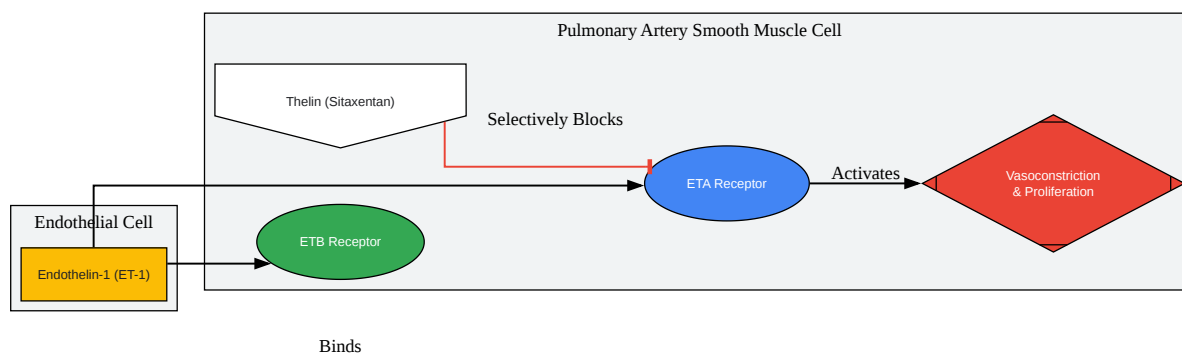 Pulmonary Artery Smooth Muscle Cell
Thelin (Sitaxentan)
Selectively Blocks
ETA Receptor
Activates
Vasoconstriction
& Proliferation
Endothelial Cell
ETB Receptor
Endothelin-1 (ET-1)
Binds